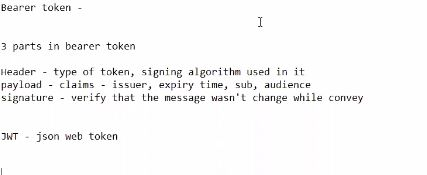 Bearer token -
3 parts in bearer token
Header - type of token, signing algorithm used in it
payload - claims - issuer, expiry time, sub, audience
signature - verify that the message wasn't change while convey
JWT - json web token